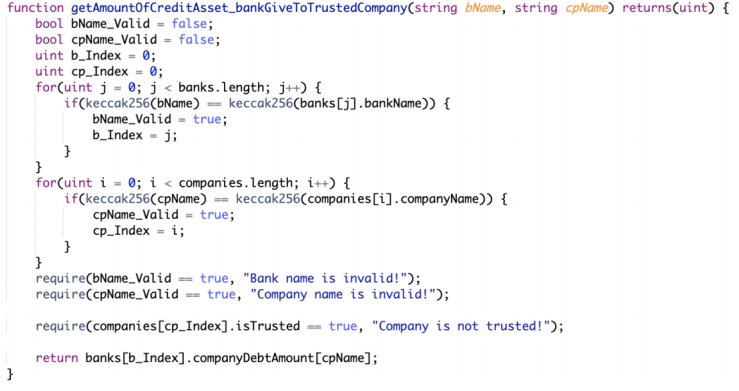 function getAmountOfCreditAsset_bankGiveToTrustedCompany(string bName, string cpName) returns(uint) {
    bool bName_Valid = false;
    bool cpName_Valid = false;
    uint b_Index = 0;
    uint cp_Index = 0;
    for(uint j = 0; j < banks.length; j++) {
        if(keccak256(bName) == keccak256(banks[j].bankName)) {
            bName_Valid = true;
            b_Index = j;
        }
    }
    for(uint i = 0; i < companies.length; i++) {
        if(keccak256(cpName) == keccak256(companies[i].companyName)) {
            cpName_Valid = true;
            cp_Index = i;
        }
    }
    require(bName_Valid == true, "Bank name is invalid!");
    require(cpName_Valid == true, "Company name is invalid!");

    require(companies[cp_Index].isTrusted == true, "Company is not trusted!");

    return banks[b_Index].companyDebtAmount[cpName];
}